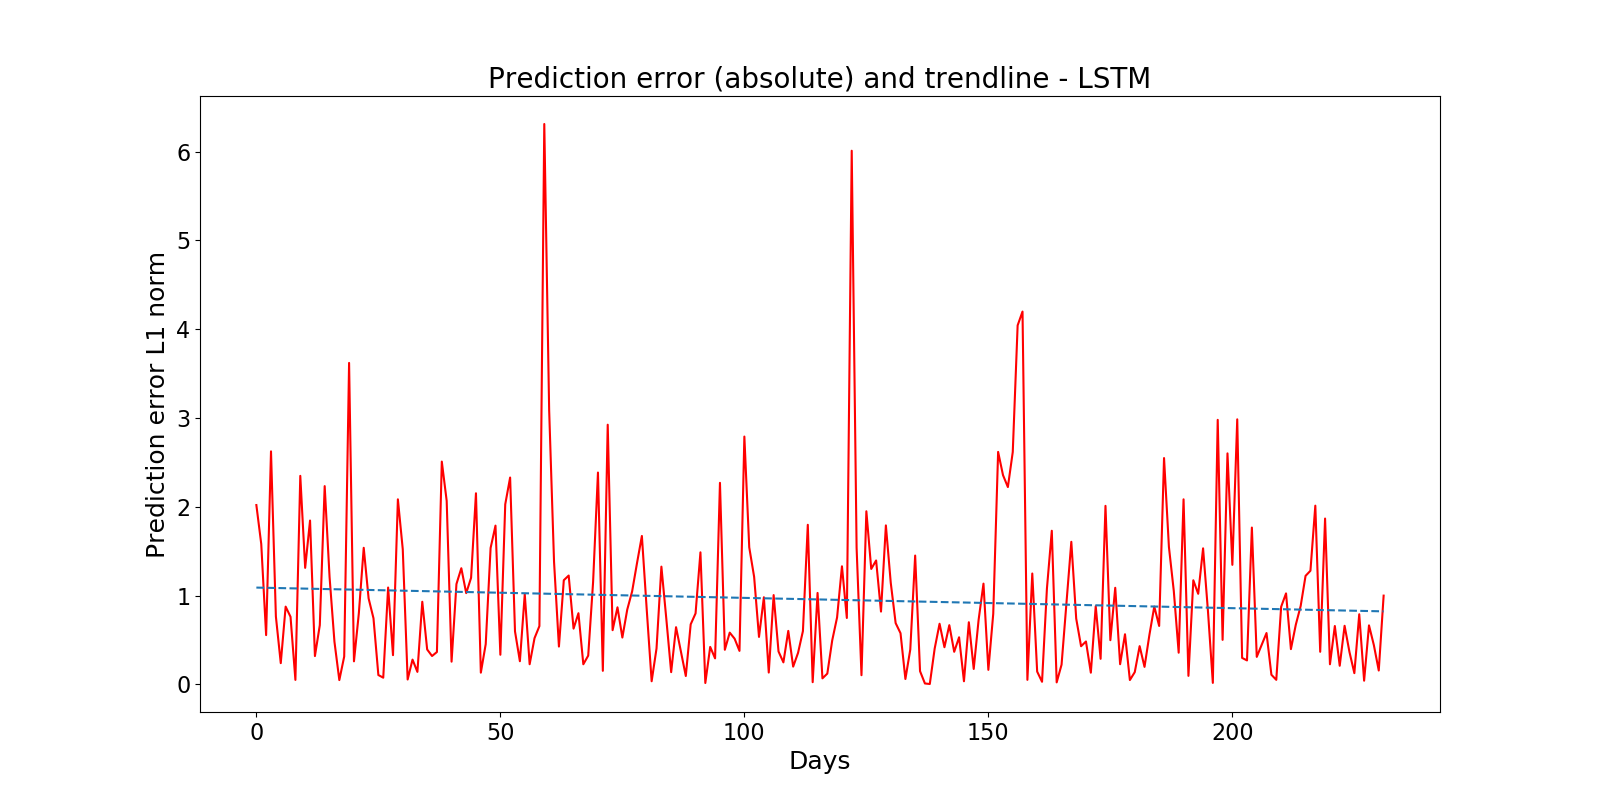 Prediction error (absolute) and trendline - LSTM
Prediction error L1 norm
6
5
4
3
2
1
0
0 50 100 150 200
Days